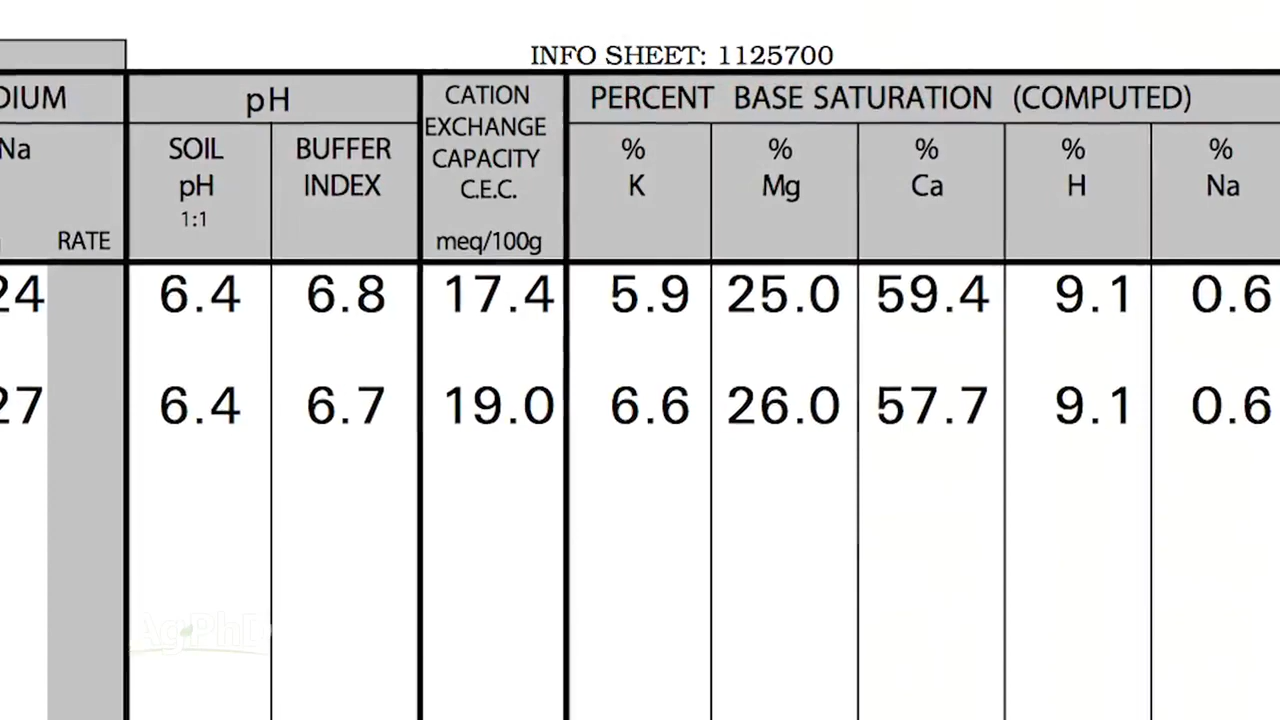 INFO SHEET: 1125700
DIUM pH CATION EXCHANGE CAPACITY C.E.C. meq/100g PERCENT BASE SATURATION (COMPUTED)
Na RATE SOIL pH 1:1 BUFFER INDEX % K % Mg % Ca % H % Na
24 6.4 6.8 17.4 5.9 25.0 59.4 9.1 0.6
27 6.4 6.7 19.0 6.6 26.0 57.7 9.1 0.6
AgPhD